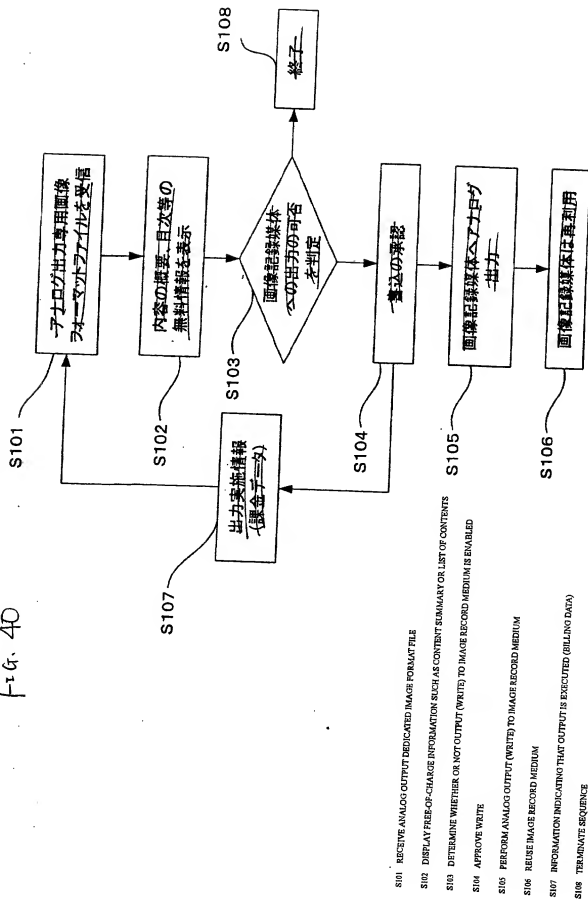 FIG. 40
S101
アナログ出力専用画像
フォーマットファイルを受信
S102
内容の概要、目次等の
無料情報を表示
S103
画像記録媒体
への出力の可否
を判定
S108
終了
S104
書込の承認
S107
出力実施情報
(課金データ)
S105
画像記録媒体へアナログ
出力
S106
画像記録媒体は再利用
S101 RECEIVE ANALOG OUTPUT DEDICATED IMAGE FORMAT FILE
S102 DISPLAY FREE-OF-CHARGE INFORMATION SUCH AS CONTENT SUMMARY OR LIST OF CONTENTS
S103 DETERMINE WHETHER OR NOT OUTPUT (WRITE) TO IMAGE RECORD MEDIUM IS ENABLED
S104 APPROVE WRITE
S105 PERFORM ANALOG OUTPUT (WRITE) TO IMAGE RECORD MEDIUM
S106 REUSE IMAGE RECORD MEDIUM
S107 INFORMATION INDICATING THAT OUTPUT IS EXECUTED (BILLING DATA)
S108 TERMINATE SEQUENCE